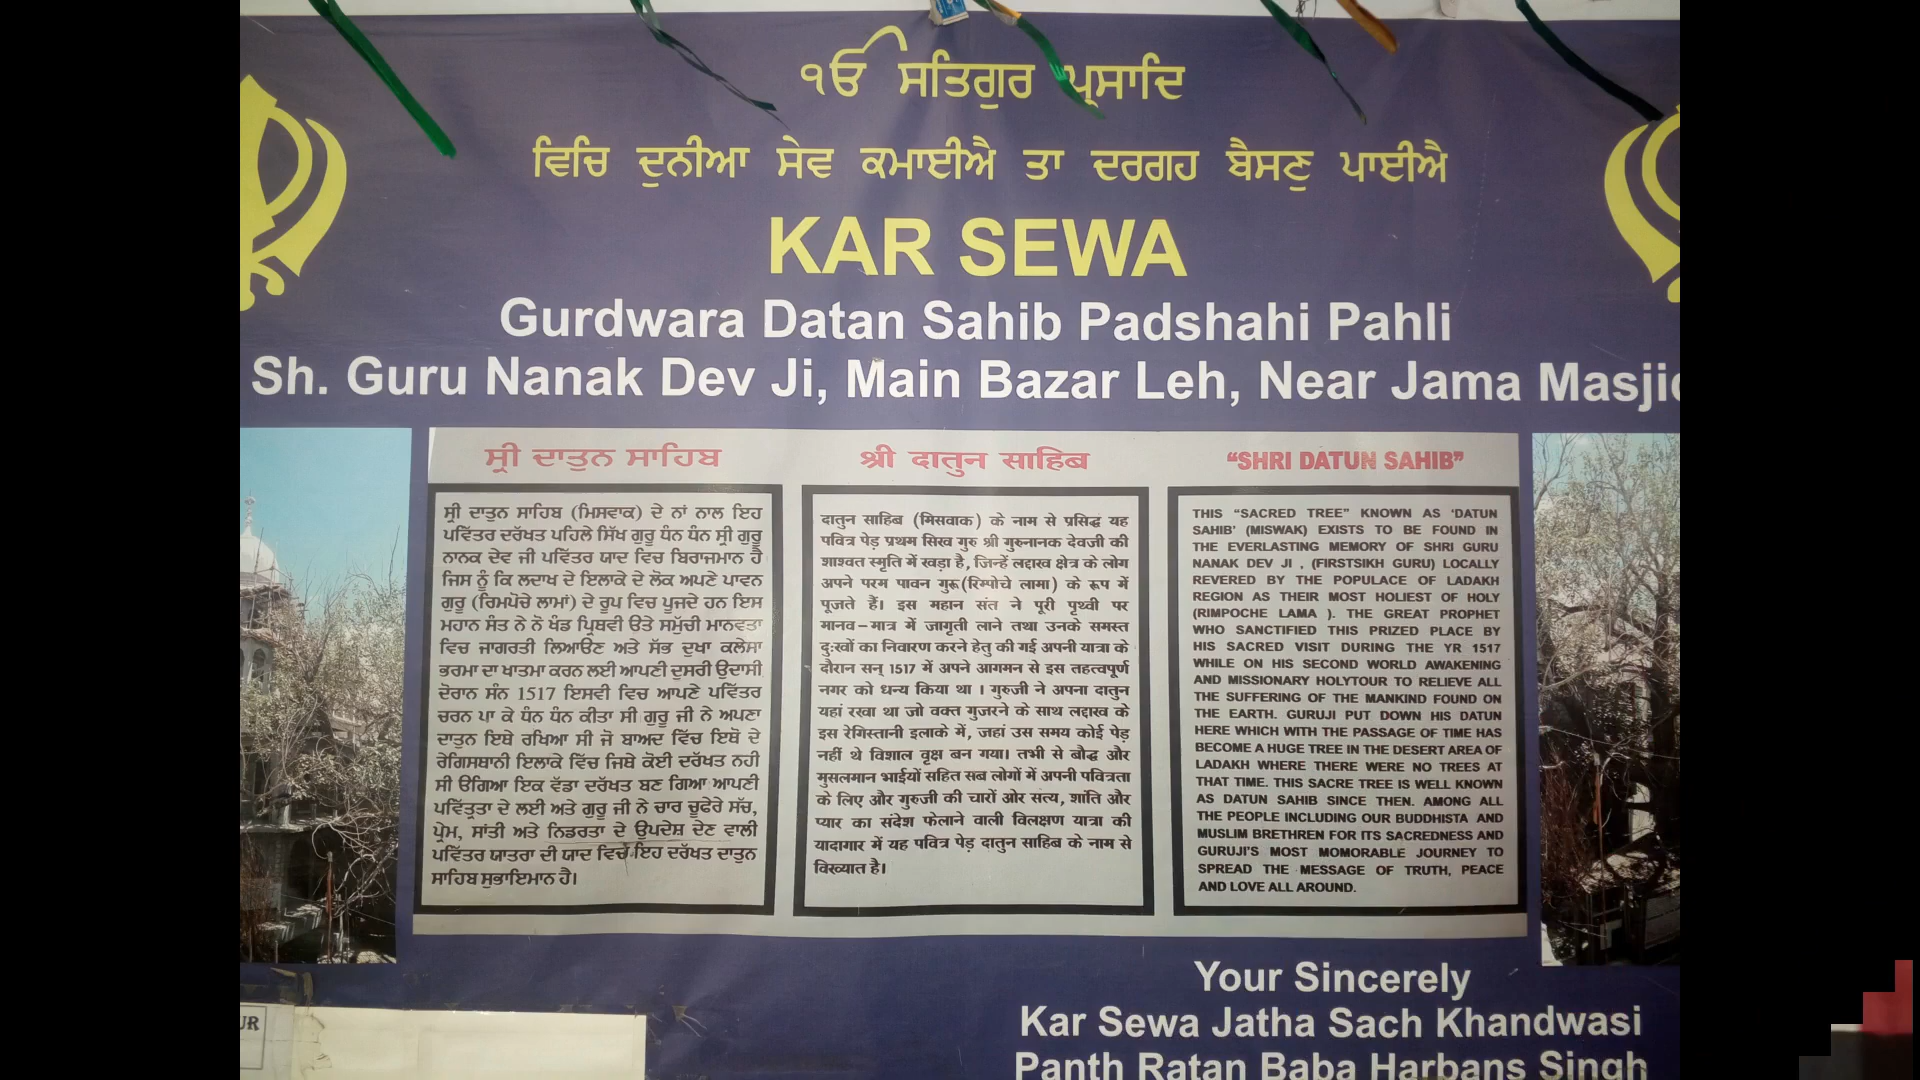 ੴ ਸਤਿਗੁਰ ਪ੍ਰਸਾਦਿ
ਵਿਚਿ ਦੁਨੀਆ ਸੇਵ ਕਮਾਈਐ ਤਾ ਦਰਗਹ ਬੈਸਣੁ ਪਾਈਐ
KAR SEWA
Gurdwara Datan Sahib Padshahi Pahli
Sh. Guru Nanak Dev Ji, Main Bazar Leh, Near Jama Masjid
ਸ੍ਰੀ ਦਾਤੁਨ ਸਾਹਿਬ
ਸ੍ਰੀ ਦਾਤੁਨ ਸਾਹਿਬ (ਮਿਸਵਾਕ) ਦੇ ਨਾਂ ਨਾਲ ਇਹ
ਪਵਿੱਤਰ ਦਰੱਖਤ ਪਹਿਲੇ ਸਿੱਖ ਗੁਰੂ ਧੰਨ ਧੰਨ ਸ੍ਰੀ ਗੁਰੂ
ਨਾਨਕ ਦੇਵ ਜੀ ਪਵਿੱਤਰ ਯਾਦ ਵਿਚ ਬਿਰਾਜਮਾਨ ਹੈ
ਜਿਸ ਨੂੰ ਕਿ ਲਦਾਖ ਦੇ ਇਲਾਕੇ ਦੇ ਲੋਕ ਅਪਣੇ ਪਾਵਨ
ਗੁਰੂ (ਰਿਮਪੋਚੇ ਲਾਮਾਂ) ਦੇ ਰੂਪ ਵਿਚ ਪੂਜਦੇ ਹਨ ਇਸ
ਮਹਾਨ ਸੰਤ ਨੇ ਨੋ ਖੰਡ ਪ੍ਰਿਥਵੀ ਉਤੇ ਸਮੁੱਚੀ ਮਾਨਵਤਾ
ਵਿਚ ਜਾਗਰਤੀ ਲਿਆਉਣ ਅਤੇ ਸੱਭ ਦੁਖਾ ਕਲੇਸਾ
ਭਰਮਾ ਦਾ ਖਾਤਮਾ ਕਰਨ ਲਈ ਆਪਣੀ ਦੁਸਰੀ ਉਦਾਸੀ
ਦੋਰਾਨ ਸੰਨ 1517 ਇਸਵੀ ਵਿਚ ਆਪਣੇ ਪਵਿੱਤਰ
ਚਰਨ ਪਾ ਕੇ ਧੰਨ ਧੰਨ ਕੀਤਾ ਸੀ ਗੁਰੂ ਜੀ ਨੇ ਅਪਣਾ
ਦਾਤੁਨ ਇਥੇ ਰਖਿਆ ਸੀ ਜੋ ਬਾਅਦ ਵਿੱਚ ਇਥੋ ਦੇ
ਰੇਗਿਸਥਾਨੀ ਇਲਾਕੇ ਵਿੱਚ ਜਿਥੇ ਕੋਈ ਦਰੱਖਤ ਨਹੀ
ਸੀ ਉਗਿਆ ਇਕ ਵੱਡਾ ਦਰੱਖਤ ਬਣ ਗਿਆ ਆਪਣੀ
ਪਵਿੱਤ੍ਰਤਾ ਦੇ ਲਈ ਅਤੇ ਗੁਰੂ ਜੀ ਨੇ ਚਾਰ ਚੂਫੇਰੇ ਸੱਚ,
ਪ੍ਰੇਮ, ਸਾਂਤੀ ਅਤੇ ਨਿਡਰਤਾ ਦੇ ਉਪਦੇਸ਼ ਦੇਣ ਵਾਲੀ
ਪਵਿੱਤਰ ਯਾਤਰਾ ਦੀ ਯਾਦ ਵਿਚ ਇਹ ਦਰੱਖਤ ਦਾਤੁਨ
ਸਾਹਿਬ ਸੁਭਾਇਮਾਨ ਹੈ।
श्री दातुन साहिब
दातुन साहिब (मिसवाक) के नाम से प्रसिद्ध यह
पवित्र पेड़ प्रथम सिख गुरु श्री गुरुनानक देवजी की
शाश्वत स्मृति में खड़ा है, जिन्हें लद्दाख क्षेत्र के लोग
अपने परम पावन गुरू(रिम्पोचे लामा) के रूप में
पूजते हैं। इस महान संत ने पूरी पृथ्वी पर
मानव–मात्र में जागृती लाने तथा उनके समस्त
दुःखों का निवारण करने हेतु की गई अपनी यात्रा के
दौरान सन् 1517 में अपने आगमन से इस तहत्वपूर्ण
नगर को धन्य किया था । गुरुजी ने अपना दातुन
यहां रखा था जो वक्त गुजरने के साथ लद्दाख के
इस रेगिस्तानी इलाके में, जहां उस समय कोई पेड़
नहीं थे विशाल वृक्ष बन गया। तभी से बौद्ध और
मुसलमान भाईयों सहित सब लोगों में अपनी पवित्रता
के लिए और गुरुजी की चारों ओर सत्य, शांति और
प्यार का संदेश फेलाने वाली विलक्षण यात्रा की
यादागार में यह पवित्र पेड़ दातुन साहिब के नाम से
विख्यात है।
“SHRI DATUN SAHIB”
THIS “SACRED TREE” KNOWN AS ‘DATUN
SAHIB’ (MISWAK) EXISTS TO BE FOUND IN
THE EVERLASTING MEMORY OF SHRI GURU
NANAK DEV JI , (FIRSTSIKH GURU) LOCALLY
REVERED BY THE POPULACE OF LADAKH
REGION AS THEIR MOST HOLIEST OF HOLY
(RIMPOCHE LAMA ). THE GREAT PROPHET
WHO SANCTIFIED THIS PRIZED PLACE BY
HIS SACRED VISIT DURING THE YR 1517
WHILE ON HIS SECOND WORLD AWAKENING
AND MISSIONARY HOLYTOUR TO RELIEVE ALL
THE SUFFERING OF THE MANKIND FOUND ON
THE EARTH. GURUJI PUT DOWN HIS DATUN
HERE WHICH WITH THE PASSAGE OF TIME HAS
BECOME A HUGE TREE IN THE DESERT AREA OF
LADAKH WHERE THERE WERE NO TREES AT
THAT TIME. THIS SACRE TREE IS WELL KNOWN
AS DATUN SAHIB SINCE THEN. AMONG ALL
THE PEOPLE INCLUDING OUR BUDDHISTA AND
MUSLIM BRETHREN FOR ITS SACREDNESS AND
GURUJI'S MOST MOMORABLE JOURNEY TO
SPREAD THE MESSAGE OF TRUTH, PEACE
AND LOVE ALL AROUND.
Your Sincerely
Kar Sewa Jatha Sach Khandwasi
Panth Ratan Baba Harbans Singh